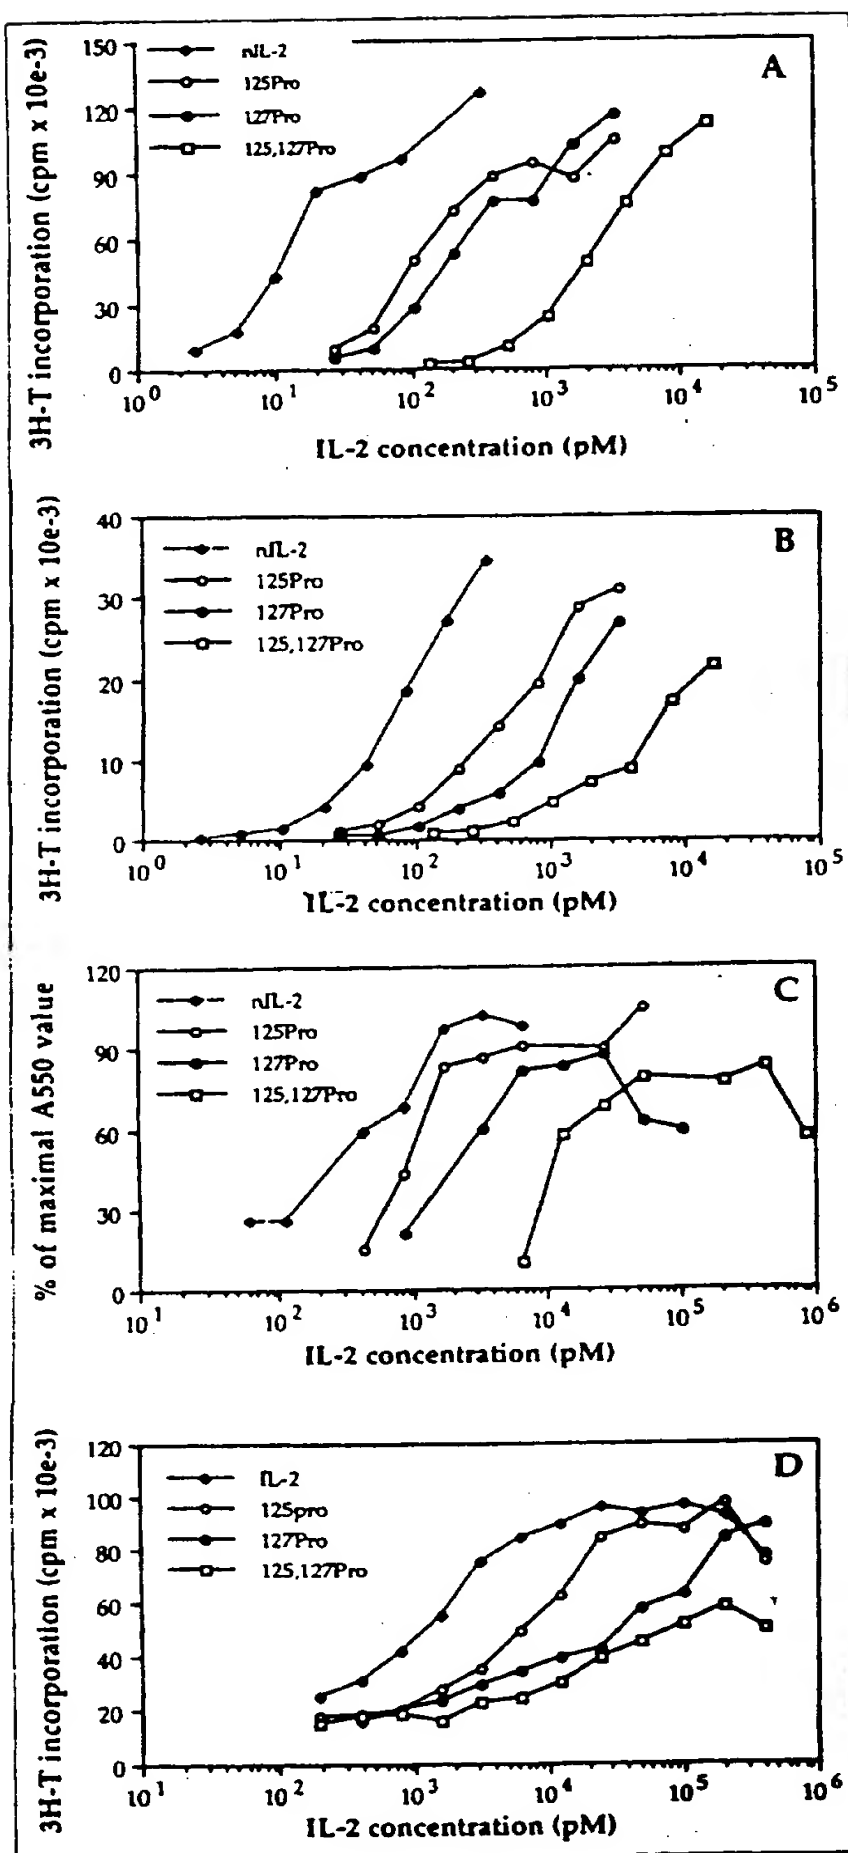 A
3H-T incorporation (cpm x 10e-3)
150
120
90
60
30
0
nIL-2
125Pro
127Pro
125,127Pro
10^0 10^1 10^2 10^3 10^4 10^5
IL-2 concentration (pM)
B
3H-T incorporation (cpm x 10e-3)
40
30
20
10
0
nIL-2
125Pro
127Pro
125,127Pro
10^0 10^1 10^2 10^3 10^4 10^5
IL-2 concentration (pM)
C
% of maximal A550 value
120
90
60
30
0
nIL-2
125Pro
127Pro
125,127Pro
10^1 10^2 10^3 10^4 10^5 10^6
IL-2 concentration (pM)
D
3H-T incorporation (cpm x 10e-3)
120
100
80
60
40
20
0
IL-2
125pro
127Pro
125,127Pro
10^1 10^2 10^3 10^4 10^5 10^6
IL-2 concentration (pM)